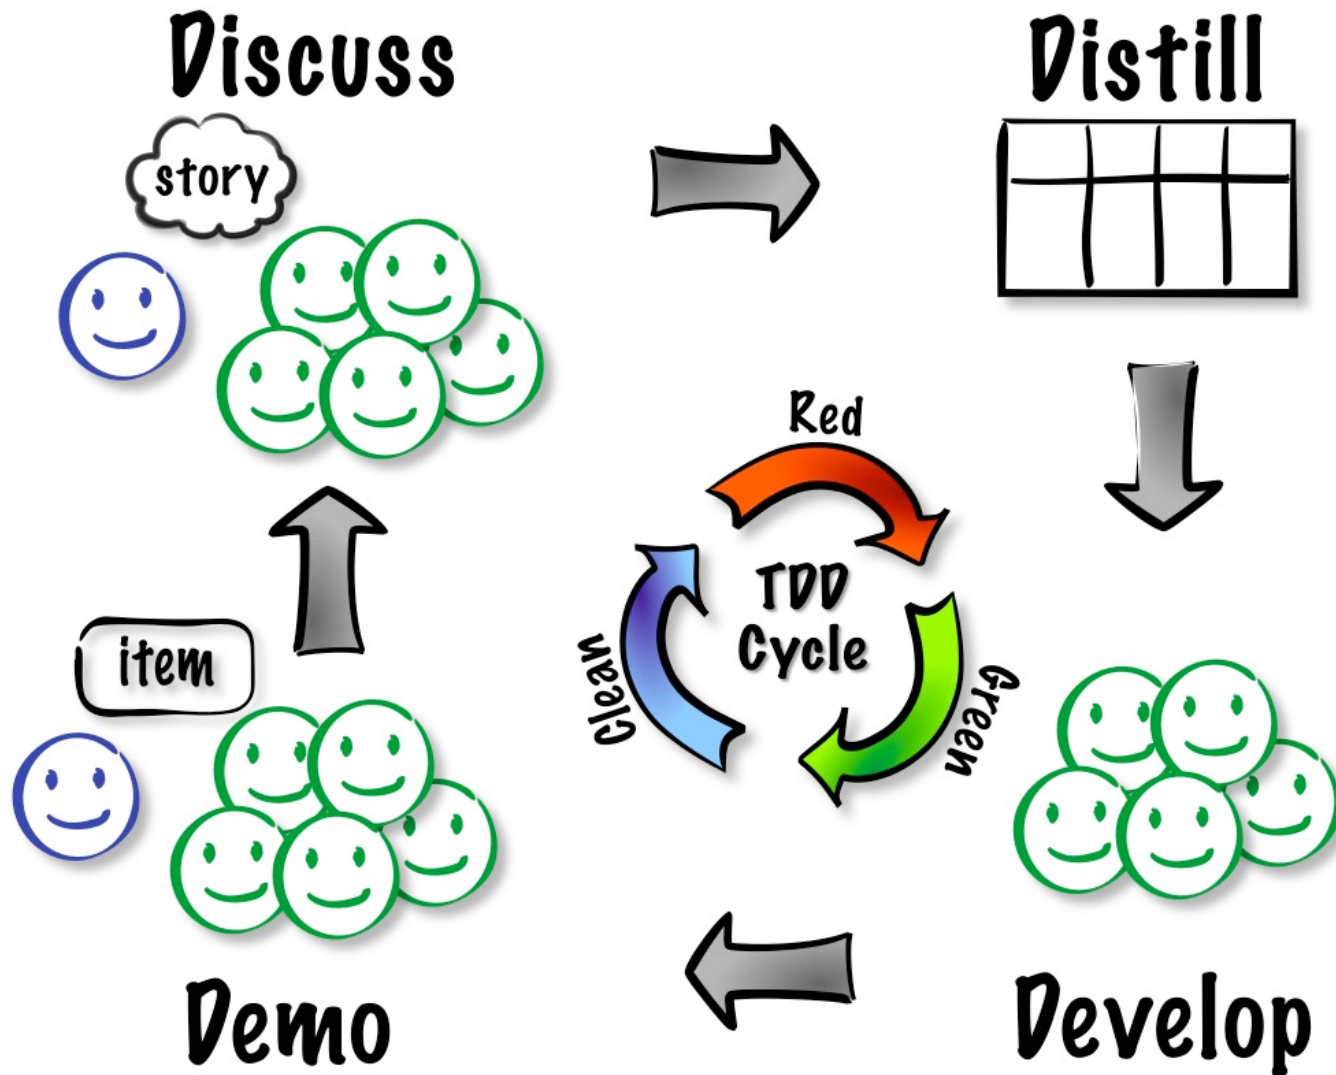 Discuss
Distill
story
Red
TDD
Cycle
Clean
Green
item
Demo
Develop